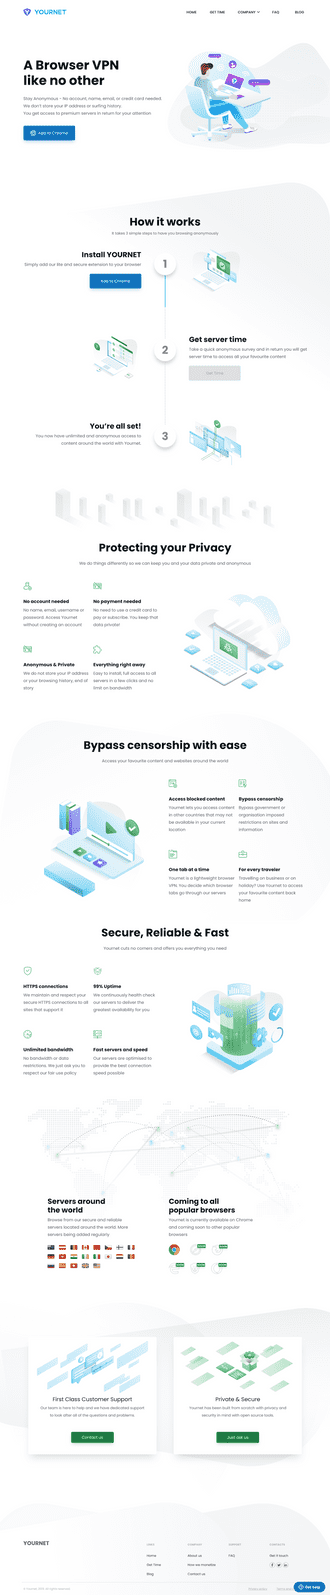 YOURNET
HOME
GET TIME
COMPANY
FAQ
BLOG
A Browser VPN
like no other
Stay Anonymous - No account, name, email, or credit card needed
We don't store your IP address or surfing history.
You get access to premium servers in return for your attention
Add to Chrome
How it works
It takes 3 simple steps to have you browsing anonymously
Install YOURNET
Simply add our lite and secure extension to your browser
Add to Chrome
1
2
Get server time
Take a quick anonymous survey and in return you will get
server time to access all your favourite content
Get Time
You're all set!
You now have unlimited and anonymous access to
content around the world with Yournet
3
Protecting your Privacy
We do things differently so we can keep you and your data private and anonymous
No account needed
No name, email, username or
password. Access Yournet
without creating an account
No payment needed
No need to use a credit card to
pay or subscribe. You keep that
data private!
Anonymous & Private
We do not store your IP address
or your browsing history, end of
story
Everything right away
Easy to install, full access to all
servers in a few clicks and no
limit on bandwidth
Bypass censorship with ease
Access your favourite content and websites around the world
Access blocked content
Yournet lets you access content
in other countries that may not
be available in your current
location
Bypass censorship
Bypass government or
organisation imposed
restrictions on sites and
information
One tab at a time
Yournet is a lightweight browser
VPN. You decide which browser
tabs go through our servers
For every traveler
Travelling on business or on
holiday? Use Yournet to access
your favourite content back
home
Secure, Reliable & Fast
Yournet cuts no corners and offers you everything you need
HTTPS connections
We maintain and respect your
secure HTTPS connections to all
sites that support it
99% Uptime
We continuously health check
our servers to deliver the
greatest availability for you
Unlimited bandwidth
No bandwidth or data
restrictions. We just ask you to
respect our fair use policy
Fast servers and speed
Our servers are optimised to
provide the best connection
speed possible
Servers around
the world
Browse from our secure and reliable
servers located around the world. More
servers being added regularly.
Coming to all
popular browsers
Yournet is currently available on Chrome
and coming soon to other popular
browsers
First Class Customer Support
Our team is here to help and we have dedicated support
to look after all of the questions and problems
Contact us
Private & Secure
Yournet has been built from scratch with privacy and
security in mind with open source tools.
Just ask us
YOURNET
Home
Get Time
Blog
COMPANY
About us
How we monetize
Contact us
SUPPORT
FAQ
Get in touch
Get help